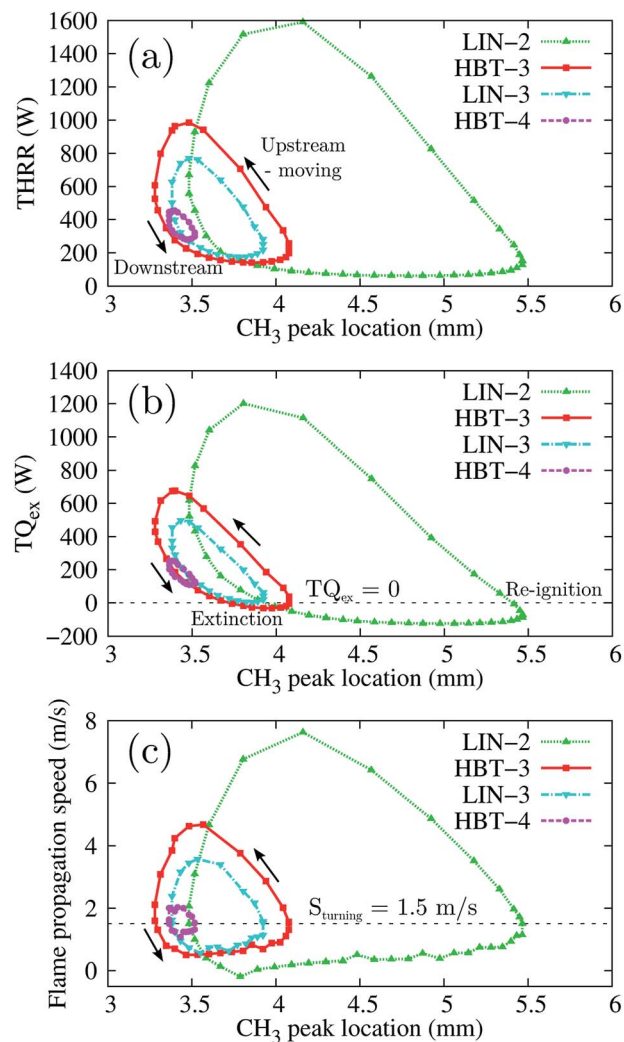 (a)
LIN-2
HBT-3
LIN-3
HBT-4
THRR (W)
1600
1400
1200
1000
800
600
400
200
0
Upstream
- moving
Downstream
3 3.5 4 4.5 5 5.5 6
CH₃ peak location (mm)
(b)
LIN-2
HBT-3
LIN-3
HBT-4
TQex (W)
1400
1200
1000
800
600
400
200
0
−200
TQex = 0
Re-ignition
Extinction
3 3.5 4 4.5 5 5.5 6
CH₃ peak location (mm)
(c)
LIN-2
HBT-3
LIN-3
HBT-4
Flame propagation speed (m/s)
8
6
4
2
0
Sturning = 1.5 m/s
3 3.5 4 4.5 5 5.5 6
CH₃ peak location (mm)